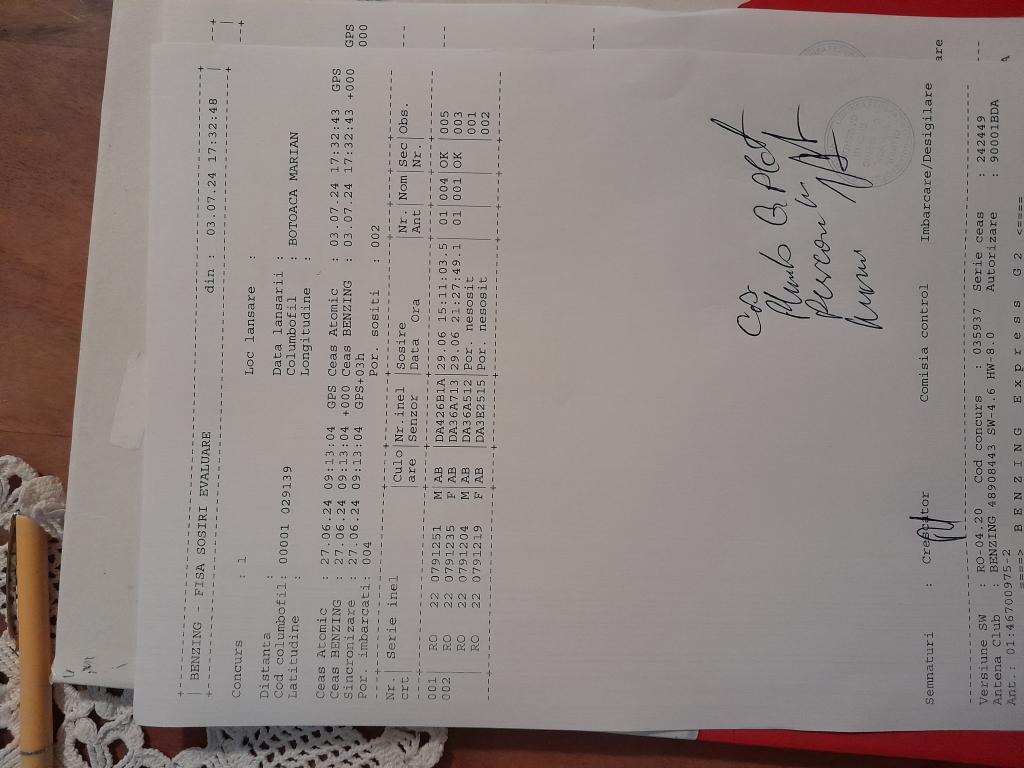 | BENZING - FISA SOSIRI EVALUARE din : 03.07.24 17:32:48 |
Concurs : 1 Loc lansare :
Distanta : Data lansarii :
Cod columbofil: 00001 029139 Columbofil : BOTOACA MARIAN
Latitudine : Longitudine :
Ceas Atomic : 27.06.24 09:13:04 GPS Ceas Atomic : 03.07.24 17:32:43 GPS
Ceas BENZING : 27.06.24 09:13:04 +000 Ceas BENZING : 03.07.24 17:32:43 +000
Sincronizare : 27.06.24 09:13:04 GPS+03h
Por.imbarcati: 004 Por. sositi : 002
Nr. | Serie inel |Culo|Nr.inel |Sosire |Nr. |Nom|Sec|Obs.
crt | |are |Senzor |Data Ora |Ant | |Nr.|
001 | RO 22 0791251 M|AB |DA426B1A|29.06 15:11:03.5| 01|004|OK |005
002 | RO 22 0791235 F|AB |DA36A713|29.06 21:27:49.1| 01|001|OK |003
| RO 22 0791204 M|AB |DA36A512|Por. nesosit | | | |001
| RO 22 0791219 F|AB |DA3E2515|Por. nesosit | | | |002
Semnaturi : Crescator Comisia control Imbarcare/Desigilare
Versiune SW : RO-04.20 Cod concurs : 035937 Serie ceas : 242449
Antena Club : BENZING 48908443 SW-4.6 HW-8.0 Autorizare : 90001BDA
Ant.: 01:46700975-2
====> B E N Z I N G E x p r e s s G 2 <====
GPS
000
are
A